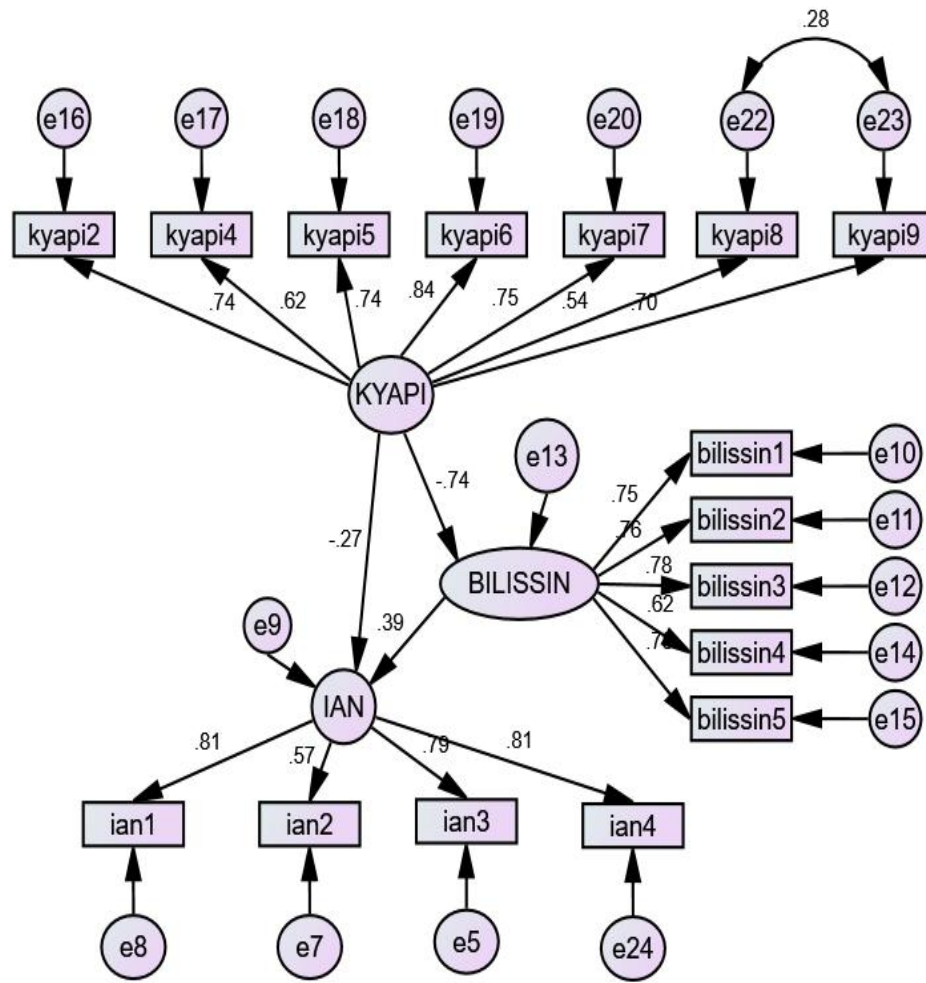 .28
e16 e17 e18 e19 e20 e22 e23
kyapi2 kyapi4 kyapi5 kyapi6 kyapi7 kyapi8 kyapi9
.74 .62 .74 .84 .75 .54 .70
KYAPI
e13
-.74
-.27
.75 bilissin1 e10
.76 bilissin2 e11
BILISSIN
.78 bilissin3 e12
.62 bilissin4 e14
bilissin5 e15
e9
.39
IAN
.81 .57 .79 .81
ian1 ian2 ian3 ian4
e8 e7 e5 e24